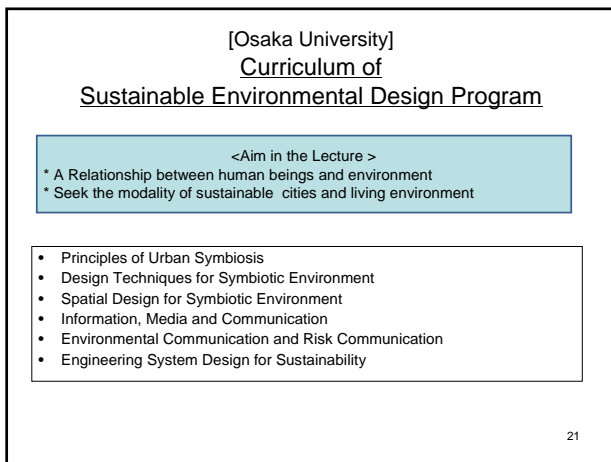 [Osaka University]
Curriculum of
Sustainable Environmental Design Program
<Aim in the Lecture >
* A Relationship between human beings and environment
* Seek the modality of sustainable cities and living environment
• Principles of Urban Symbiosis
• Design Techniques for Symbiotic Environment
• Spatial Design for Symbiotic Environment
• Information, Media and Communication
• Environmental Communication and Risk Communication
• Engineering System Design for Sustainability
21